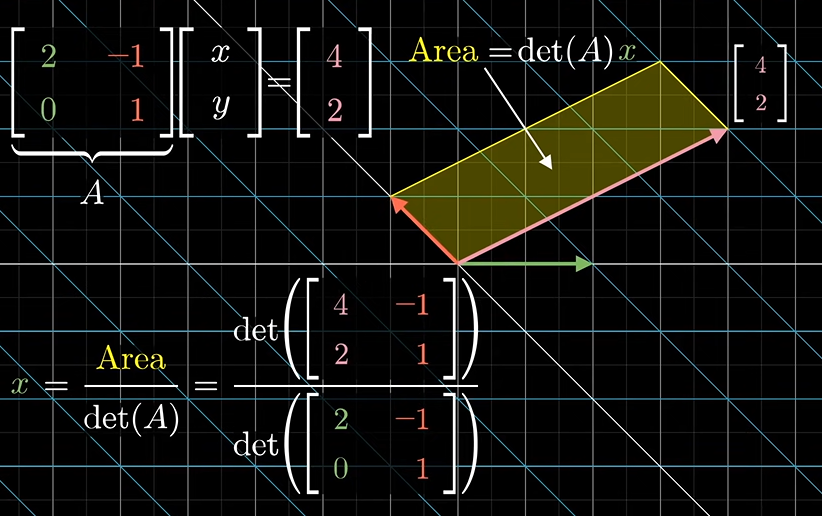 [2 −1; 0 1] [x; y] = [4; 2]
A
Area = det(A)x
[4; 2]
x = Area / det(A) = det([4 −1; 2 1]) / det([2 −1; 0 1])